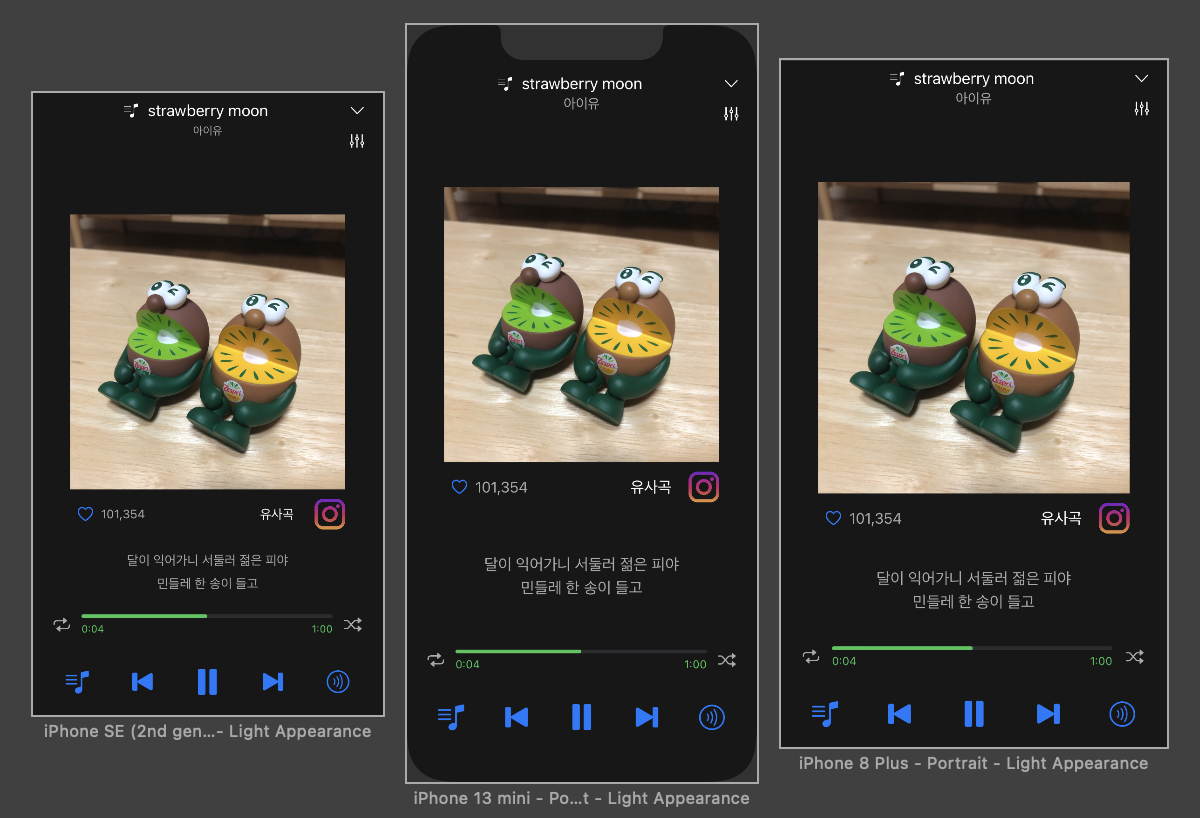 strawberry moon
아이유
101,354
유사곡
달이 익어가니 서둘러 젊은 피야
민들레 한 송이 들고
0:04
1:00
iPhone SE (2nd gen...- Light Appearance
strawberry moon
아이유
101,354
유사곡
달이 익어가니 서둘러 젊은 피야
민들레 한 송이 들고
0:04
1:00
iPhone 13 mini - Po...t - Light Appearance
strawberry moon
아이유
101,354
유사곡
달이 익어가니 서둘러 젊은 피야
민들레 한 송이 들고
0:04
1:00
iPhone 8 Plus - Portrait - Light Appearance